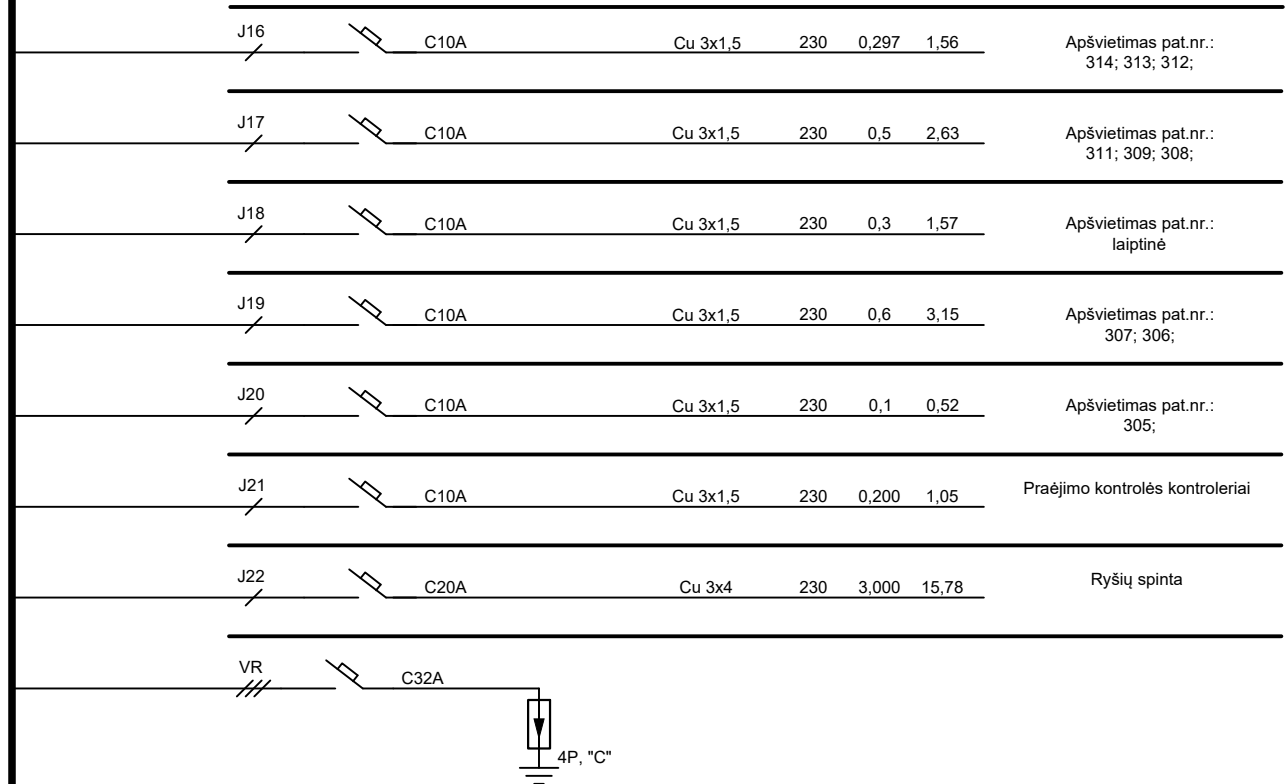 J16 C10A Cu 3x1,5 230 0,297 1,56 Apšvietimas pat.nr.:
314; 313; 312;
J17 C10A Cu 3x1,5 230 0,5 2,63 Apšvietimas pat.nr.:
311; 309; 308;
J18 C10A Cu 3x1,5 230 0,3 1,57 Apšvietimas pat.nr.:
laiptinė
J19 C10A Cu 3x1,5 230 0,6 3,15 Apšvietimas pat.nr.:
307; 306;
J20 C10A Cu 3x1,5 230 0,1 0,52 Apšvietimas pat.nr.:
305;
J21 C10A Cu 3x1,5 230 0,200 1,05 Praėjimo kontrolės kontroleriai
J22 C20A Cu 3x4 230 3,000 15,78 Ryšių spinta
VR C32A
4P, "C"